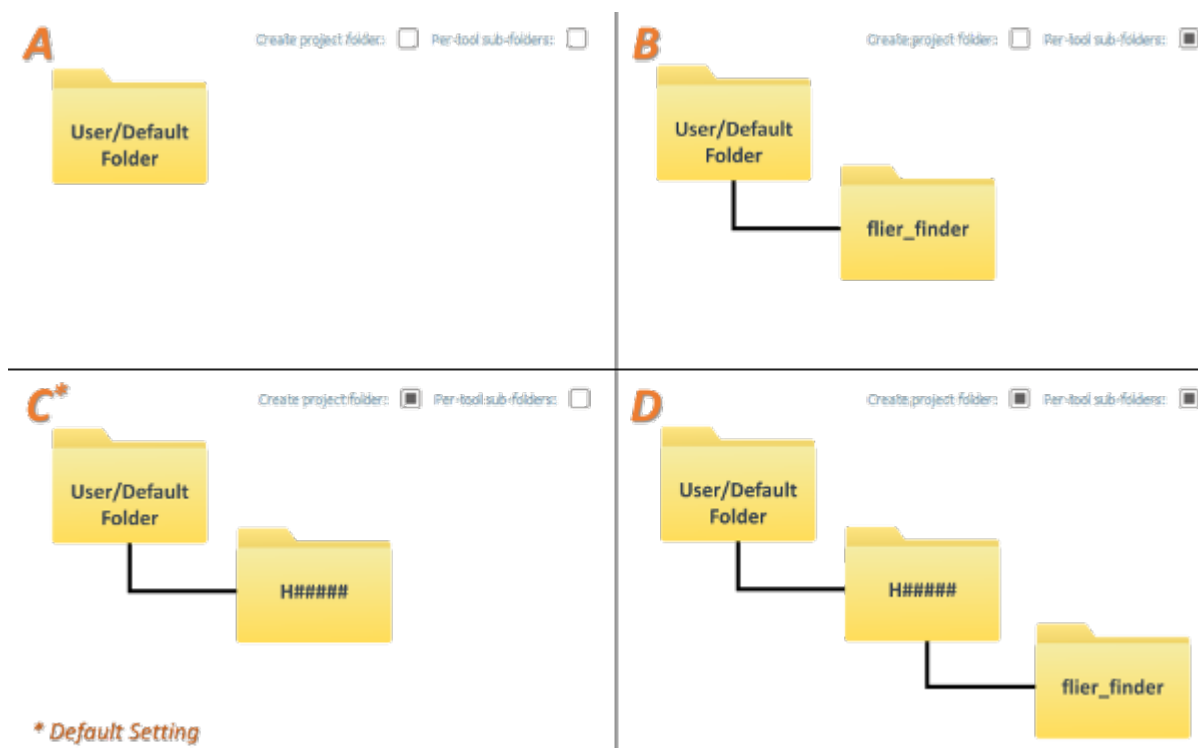 A
Create project folder:
Per-tool sub-folders:
User/Default
Folder
B
Create project folder:
Per-tool sub-folders:
User/Default
Folder
flier_finder
C*
Create project folder:
Per-tool sub-folders:
User/Default
Folder
H#####
* Default Setting
D
Create project folder:
Per-tool sub-folders:
User/Default
Folder
H#####
flier_finder